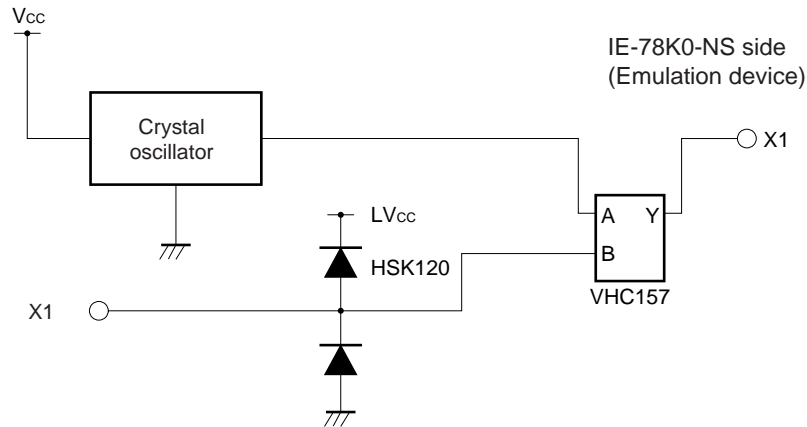 Vcc
IE-78K0-NS side
(Emulation device)
Crystal
oscillator
X1
LVcc
A Y
B
HSK120
VHC157
X1